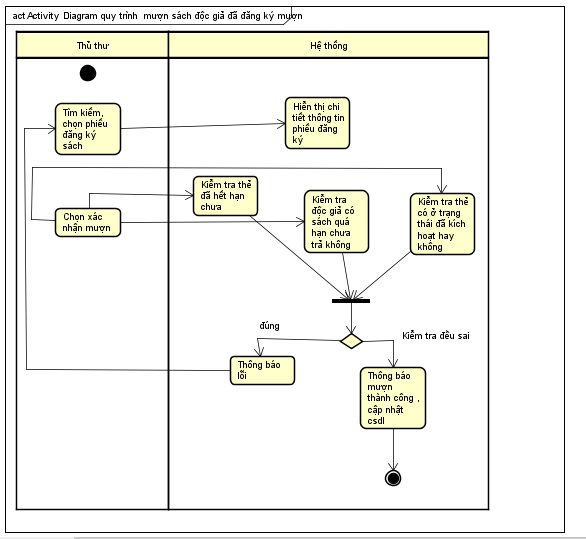 act Activity Diagram quy trình mượn sách độc giả đã đăng ký mượn
Thủ thư
Hệ thống
Tìm kiếm,
chọn phiếu
đăng ký
sách
Hiển thị chi
tiết thông tin
phiếu đăng
ký
Chọn xác
nhận mượn
Kiểm tra thẻ
đã hết hạn
chưa
Kiểm tra
độc giả có
sách quá
hạn chưa
trả không
Kiểm tra thẻ
có ở trạng
thái đã kích
hoạt hay
không
đúng
Kiểm tra đều sai
Thông báo
lỗi
Thông báo
mượn
thành công ,
cập nhật
csdl